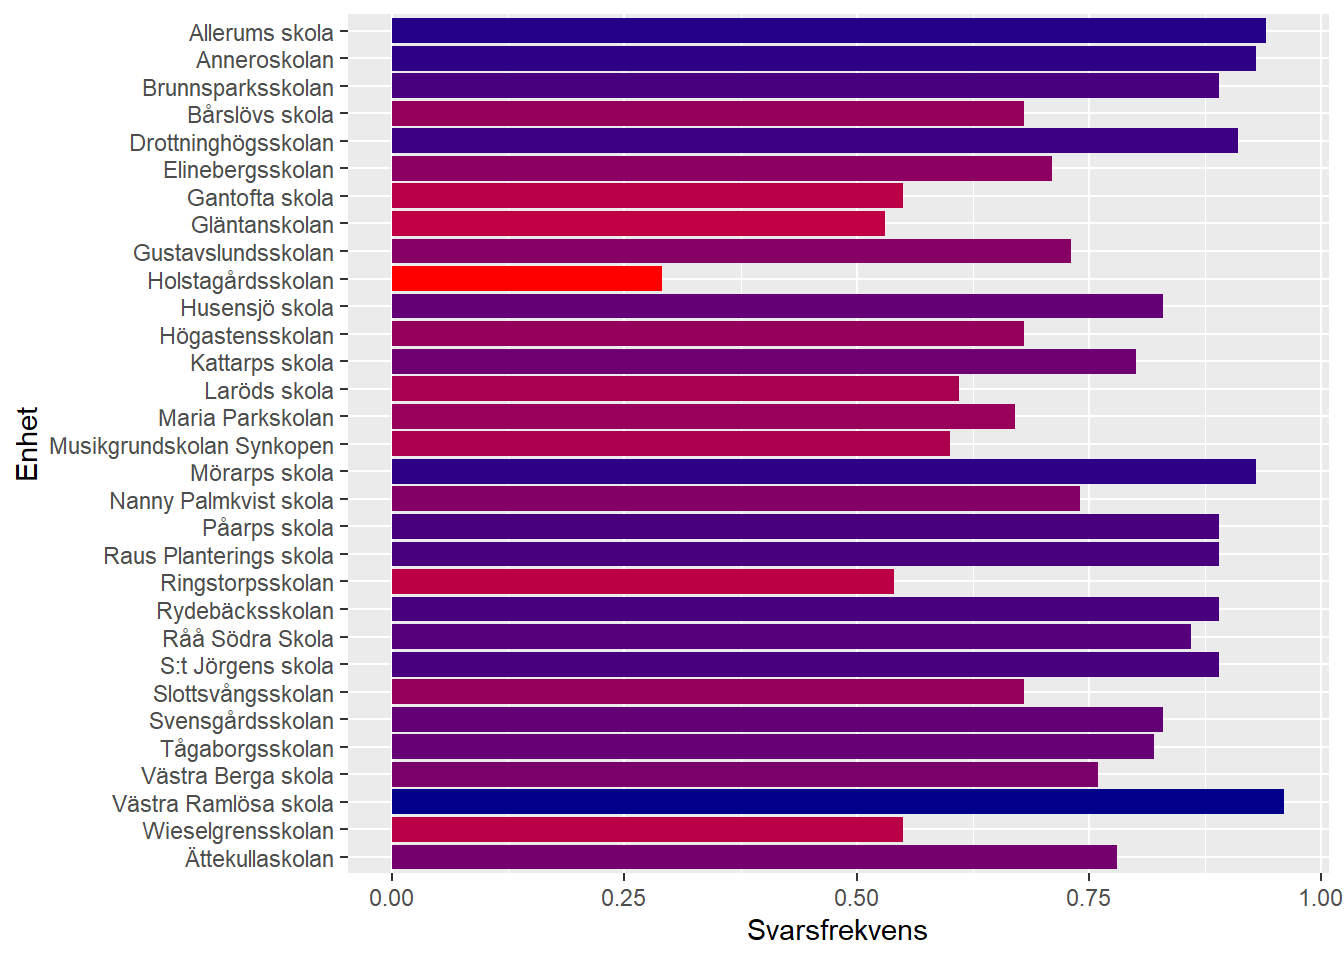 Allerums skola
Anneroskolan
Brunnsparksskolan
Bårslövs skola
Drottninghögsskolan
Elinebergsskolan
Gantofta skola
Gläntanskolan
Gustavslundsskolan
Holstagårdsskolan
Husensjö skola
Högastensskolan
Kattarps skola
Laröds skola
Maria Parkskolan
Musikgrundskolan Synkopen
Mörarps skola
Nanny Palmkvist skola
Påarps skola
Raus Planterings skola
Ringstorpsskolan
Rydebäcksskolan
Råå Södra Skola
S:t Jörgens skola
Slottsvångsskolan
Svensgårdsskolan
Tågaborgsskolan
Västra Berga skola
Västra Ramlösa skola
Wieselgrensskolan
Ättekullaskolan
Enhet
0.00 0.25 0.50 0.75 1.00
Svarsfrekvens